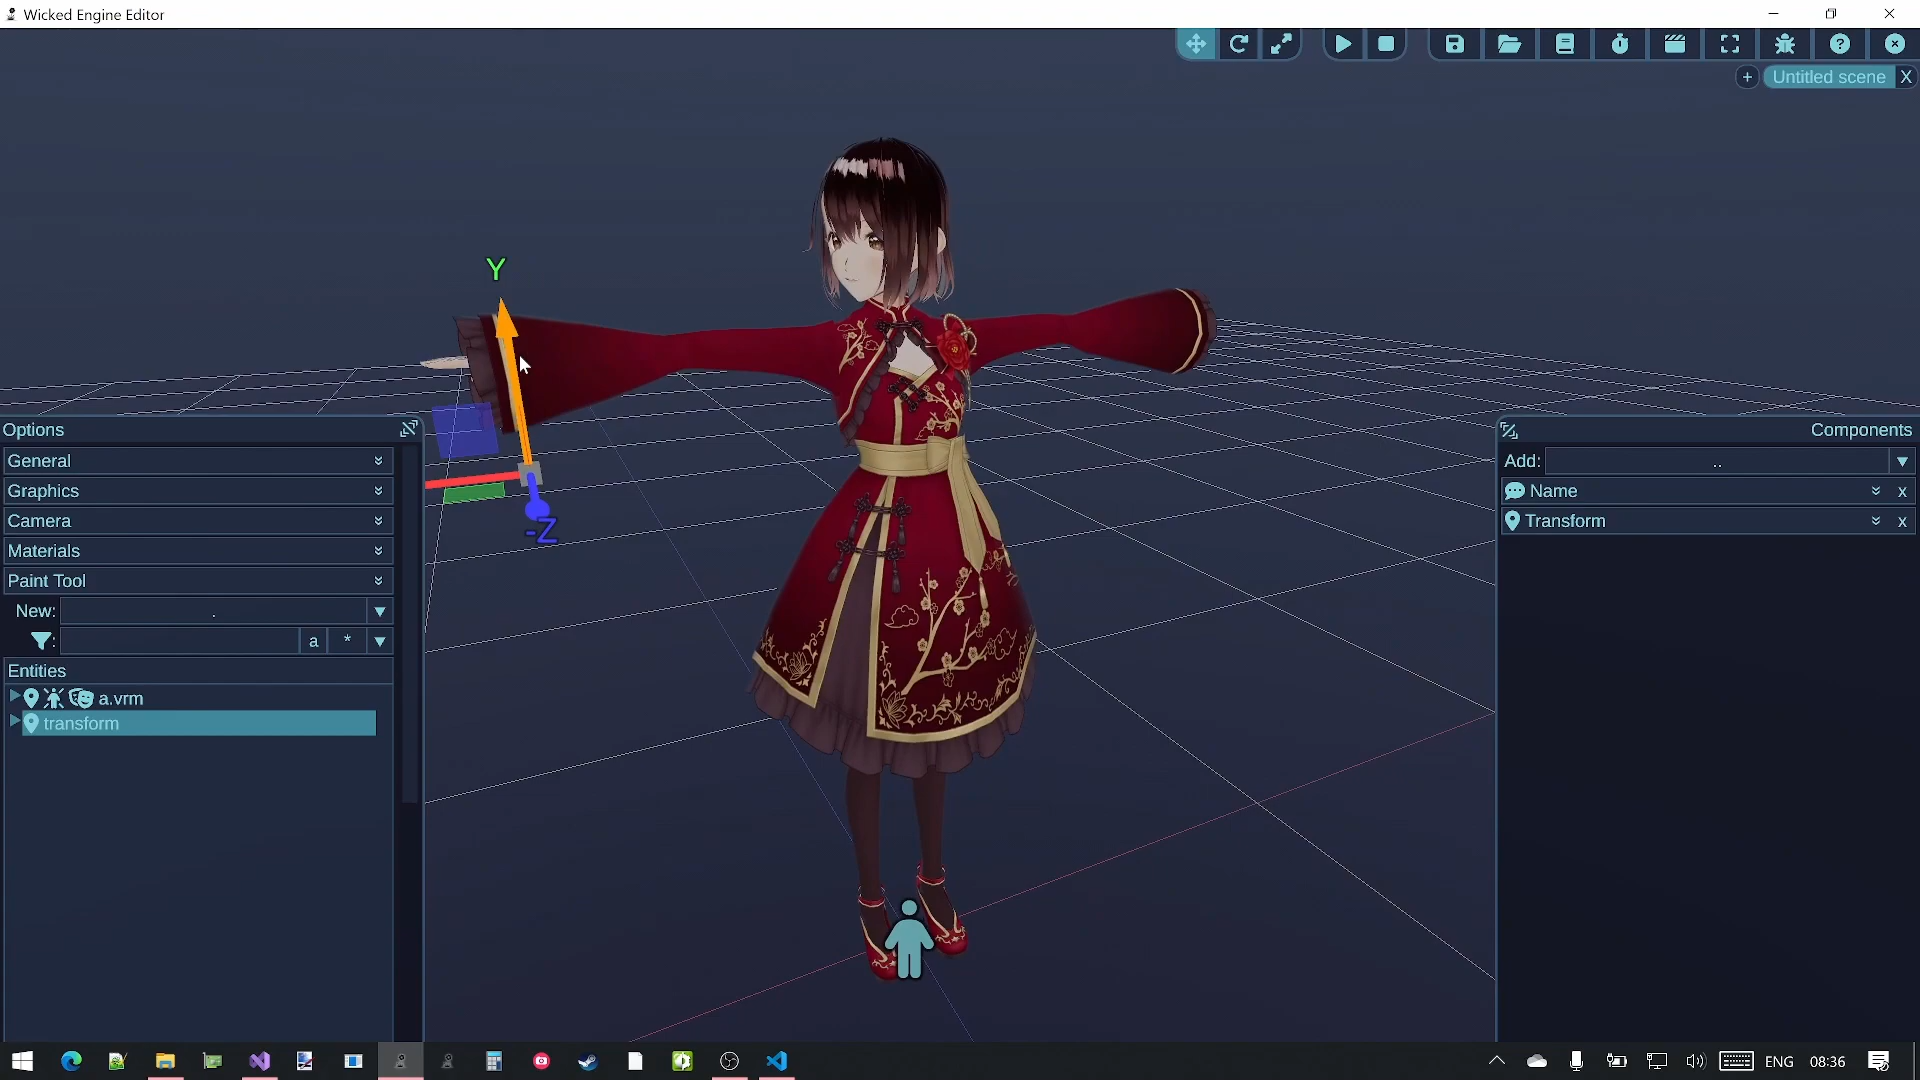 Wicked Engine Editor
Untitled scene X
Y
-Z
Options
General
Graphics
Camera
Materials
Paint Tool
New: .
: a *
Entities
a.vrm
transform
Components
Add: ..
Name x
Transform x
ENG 08:36